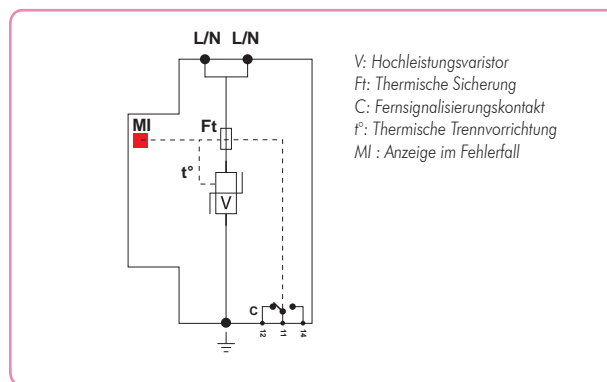 L/N L/N
V: Hochleistungsvaristor
Ft: Thermische Sicherung
C: Fernsignalisierungskontakt
t°: Thermische Trennvorrichtung
MI : Anzeige im Fehlerfall
MI
Ft
t°
V
C
12 11 14